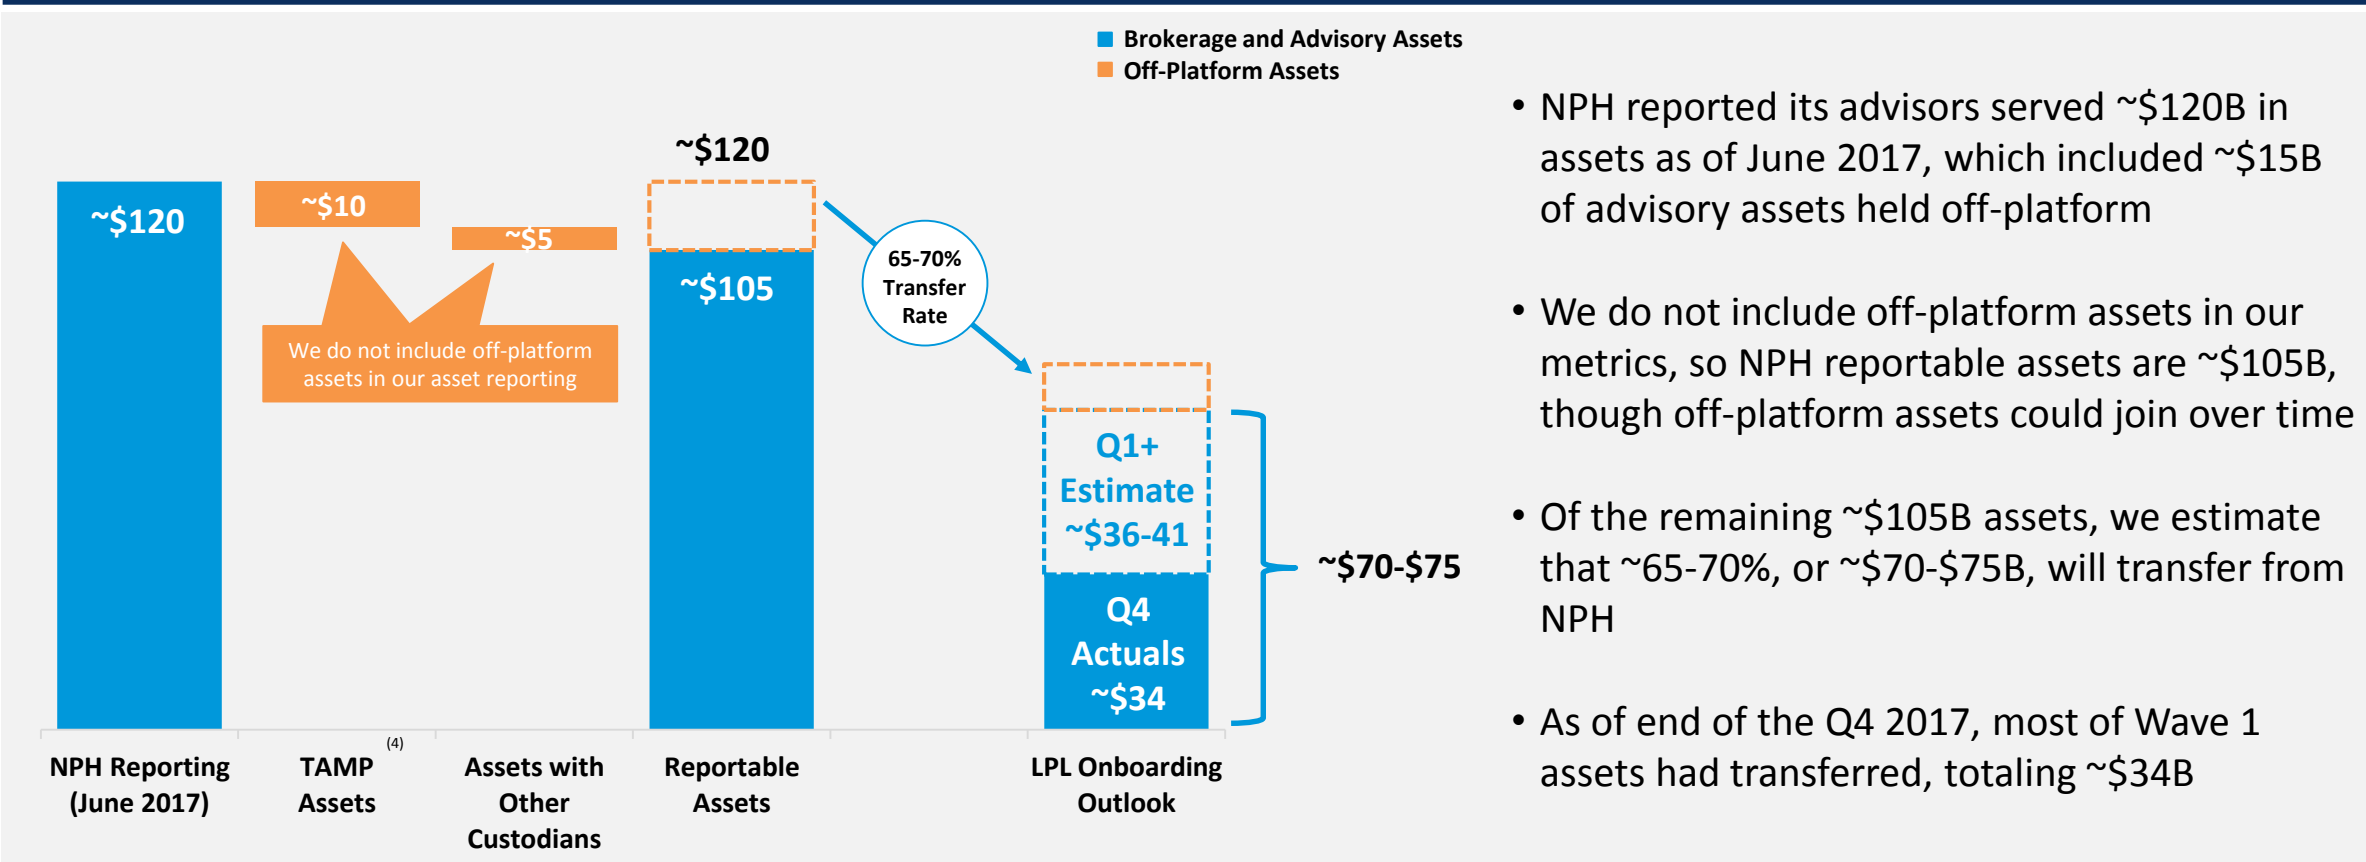 Brokerage and Advisory Assets
Off-Platform Assets
~$120
~$10
~$5
We do not include off-platform
assets in our asset reporting
~$120
~$105
65-70%
Transfer
Rate
Q1+
Estimate
~$36-41
Q4
Actuals
~$34
~$70-$75
NPH Reporting
(June 2017)
TAMP
(4)
Assets
Assets with
Other
Custodians
Reportable
Assets
LPL Onboarding
Outlook
• NPH reported its advisors served ~$120B in
assets as of June 2017, which included ~$15B
of advisory assets held off-platform
• We do not include off-platform assets in our
metrics, so NPH reportable assets are ~$105B,
though off-platform assets could join over time
• Of the remaining ~$105B assets, we estimate
that ~65-70%, or ~$70-$75B, will transfer from
NPH
• As of end of the Q4 2017, most of Wave 1
assets had transferred, totaling ~$34B